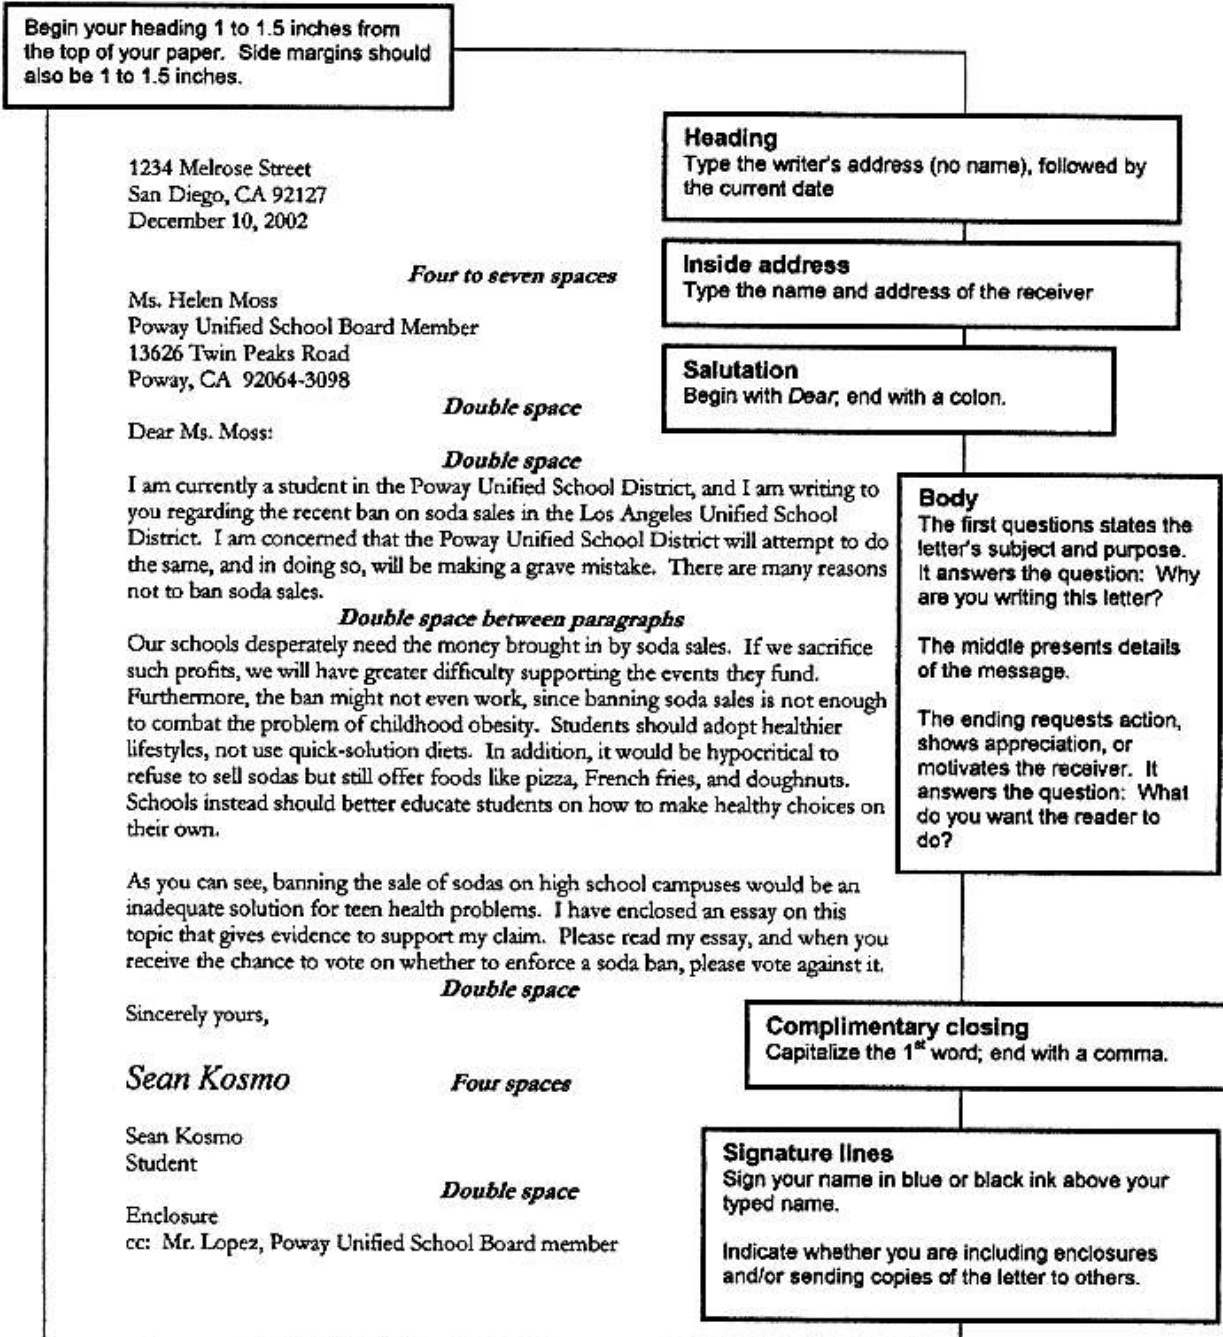 Begin your heading 1 to 1.5 inches from
the top of your paper.  Side margins should
also be 1 to 1.5 inches.
1234 Melrose Street
San Diego, CA 92127
December 10, 2002
Heading
Type the writer's address (no name), followed by
the current date
Four to seven spaces
Inside address
Type the name and address of the receiver
Ms. Helen Moss
Poway Unified School Board Member
13626 Twin Peaks Road
Poway, CA  92064-3098
Salutation
Begin with Dear; end with a colon.
Double space
Dear Ms. Moss:
Double space
I am currently a student in the Poway Unified School District, and I am writing to
you regarding the recent ban on soda sales in the Los Angeles Unified School
District.  I am concerned that the Poway Unified School District will attempt to do
the same, and in doing so, will be making a grave mistake.  There are many reasons
not to ban soda sales.
Double space between paragraphs
Our schools desperately need the money brought in by soda sales.  If we sacrifice
such profits, we will have greater difficulty supporting the events they fund.
Furthermore, the ban might not even work, since banning soda sales is not enough
to combat the problem of childhood obesity.  Students should adopt healthier
lifestyles, not use quick-solution diets.  In addition, it would be hypocritical to
refuse to sell sodas but still offer foods like pizza, French fries, and doughnuts.
Schools instead should better educate students on how to make healthy choices on
their own.
Body
The first questions states the
letter's subject and purpose.
It answers the question:  Why
are you writing this letter?
The middle presents details
of the message.
The ending requests action,
shows appreciation, or
motivates the receiver.  It
answers the question:  What
do you want the reader to
do?
As you can see, banning the sale of sodas on high school campuses would be an
inadequate solution for teen health problems.  I have enclosed an essay on this
topic that gives evidence to support my claim.  Please read my essay, and when you
receive the chance to vote on whether to enforce a soda ban, please vote against it.
Double space
Sincerely yours,
Complimentary closing
Capitalize the 1st word; end with a comma.
Sean Kosmo
Four spaces
Sean Kosmo
Student
Double space
Enclosure
cc:  Mr. Lopez, Poway Unified School Board member
Signature lines
Sign your name in blue or black ink above your
typed name.
Indicate whether you are including enclosures
and/or sending copies of the letter to others.